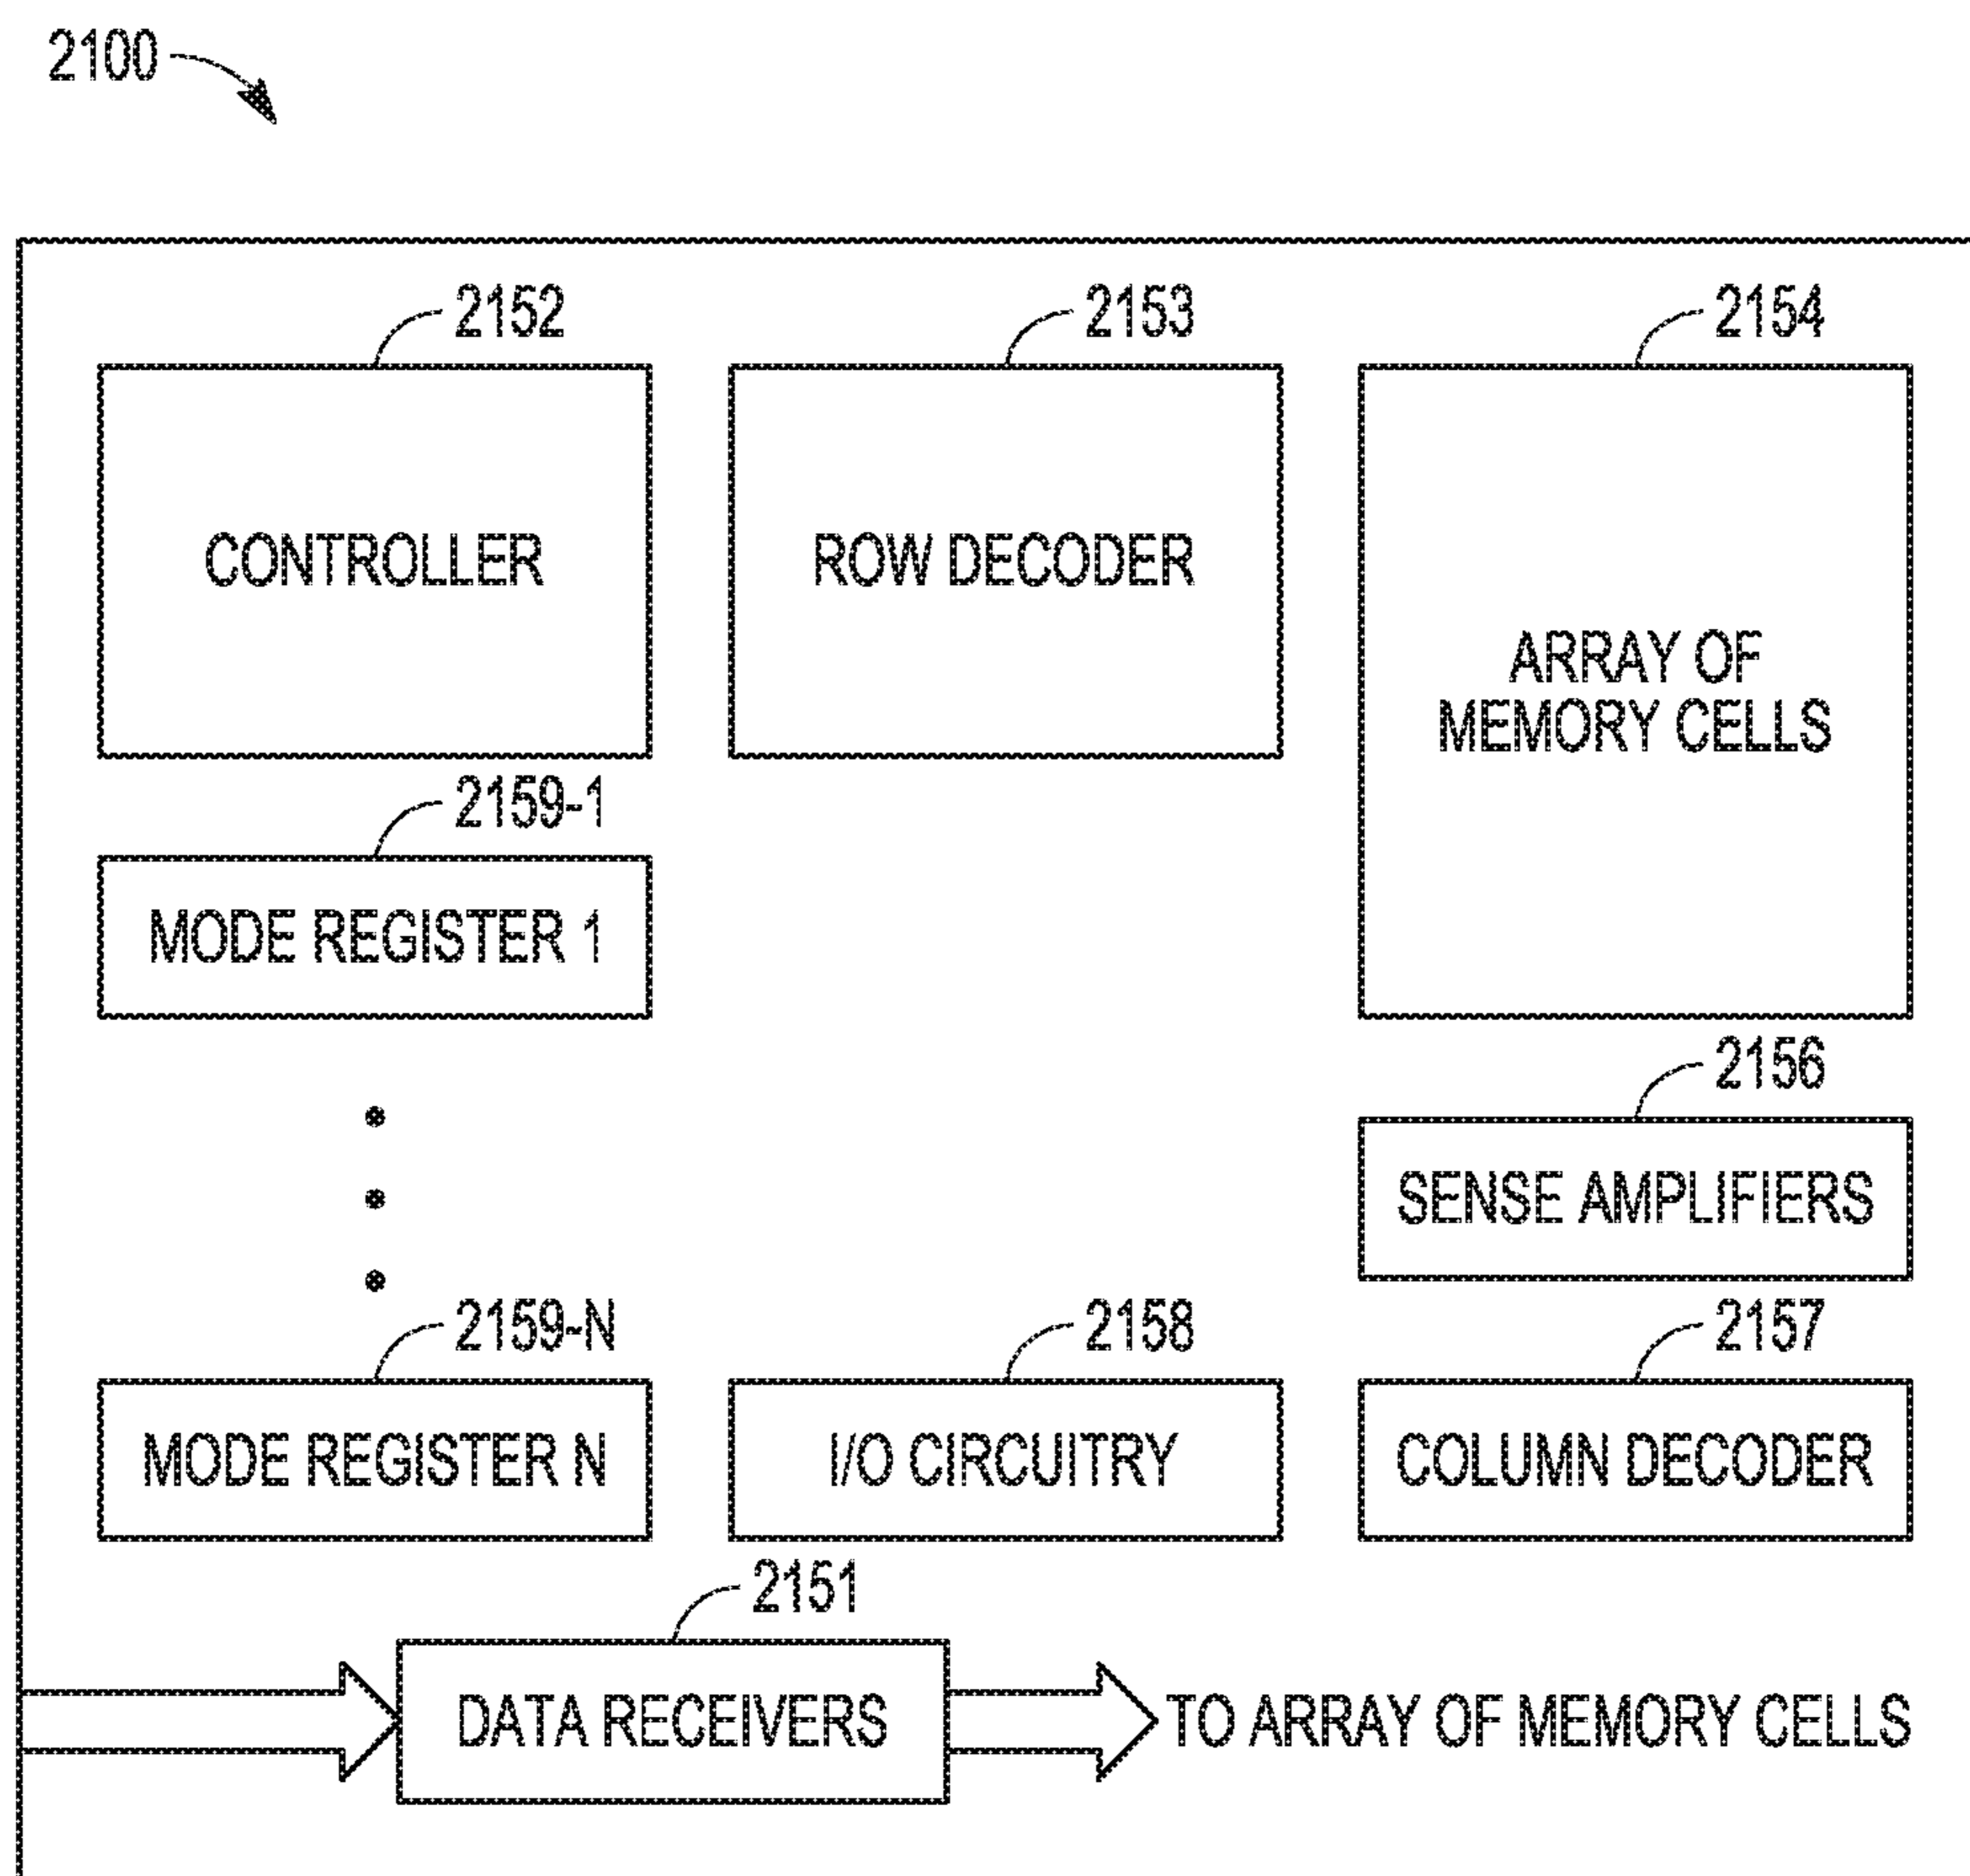 2100
2152
2153
2154
CONTROLLER
ROW DECODER
ARRAY OF
MEMORY CELLS
2159-1
MODE REGISTER 1
2156
SENSE AMPLIFIERS
2159-N
2158
2157
MODE REGISTER N
I/O CIRCUITRY
COLUMN DECODER
2151
DATA RECEIVERS
TO ARRAY OF MEMORY CELLS